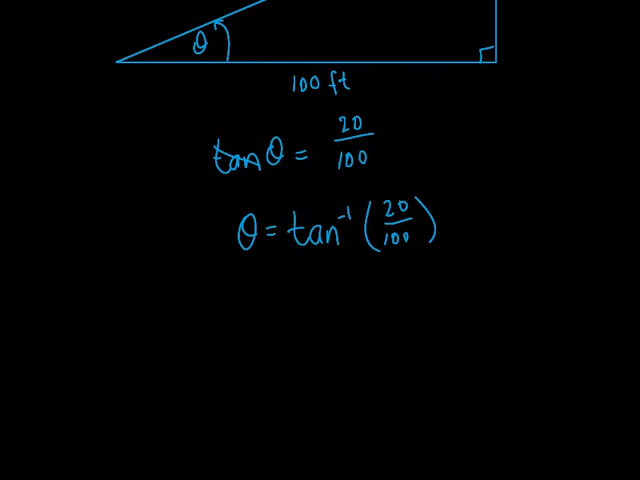 θ
100 ft
tan θ = 20/100
θ = tan⁻¹ (20/100)